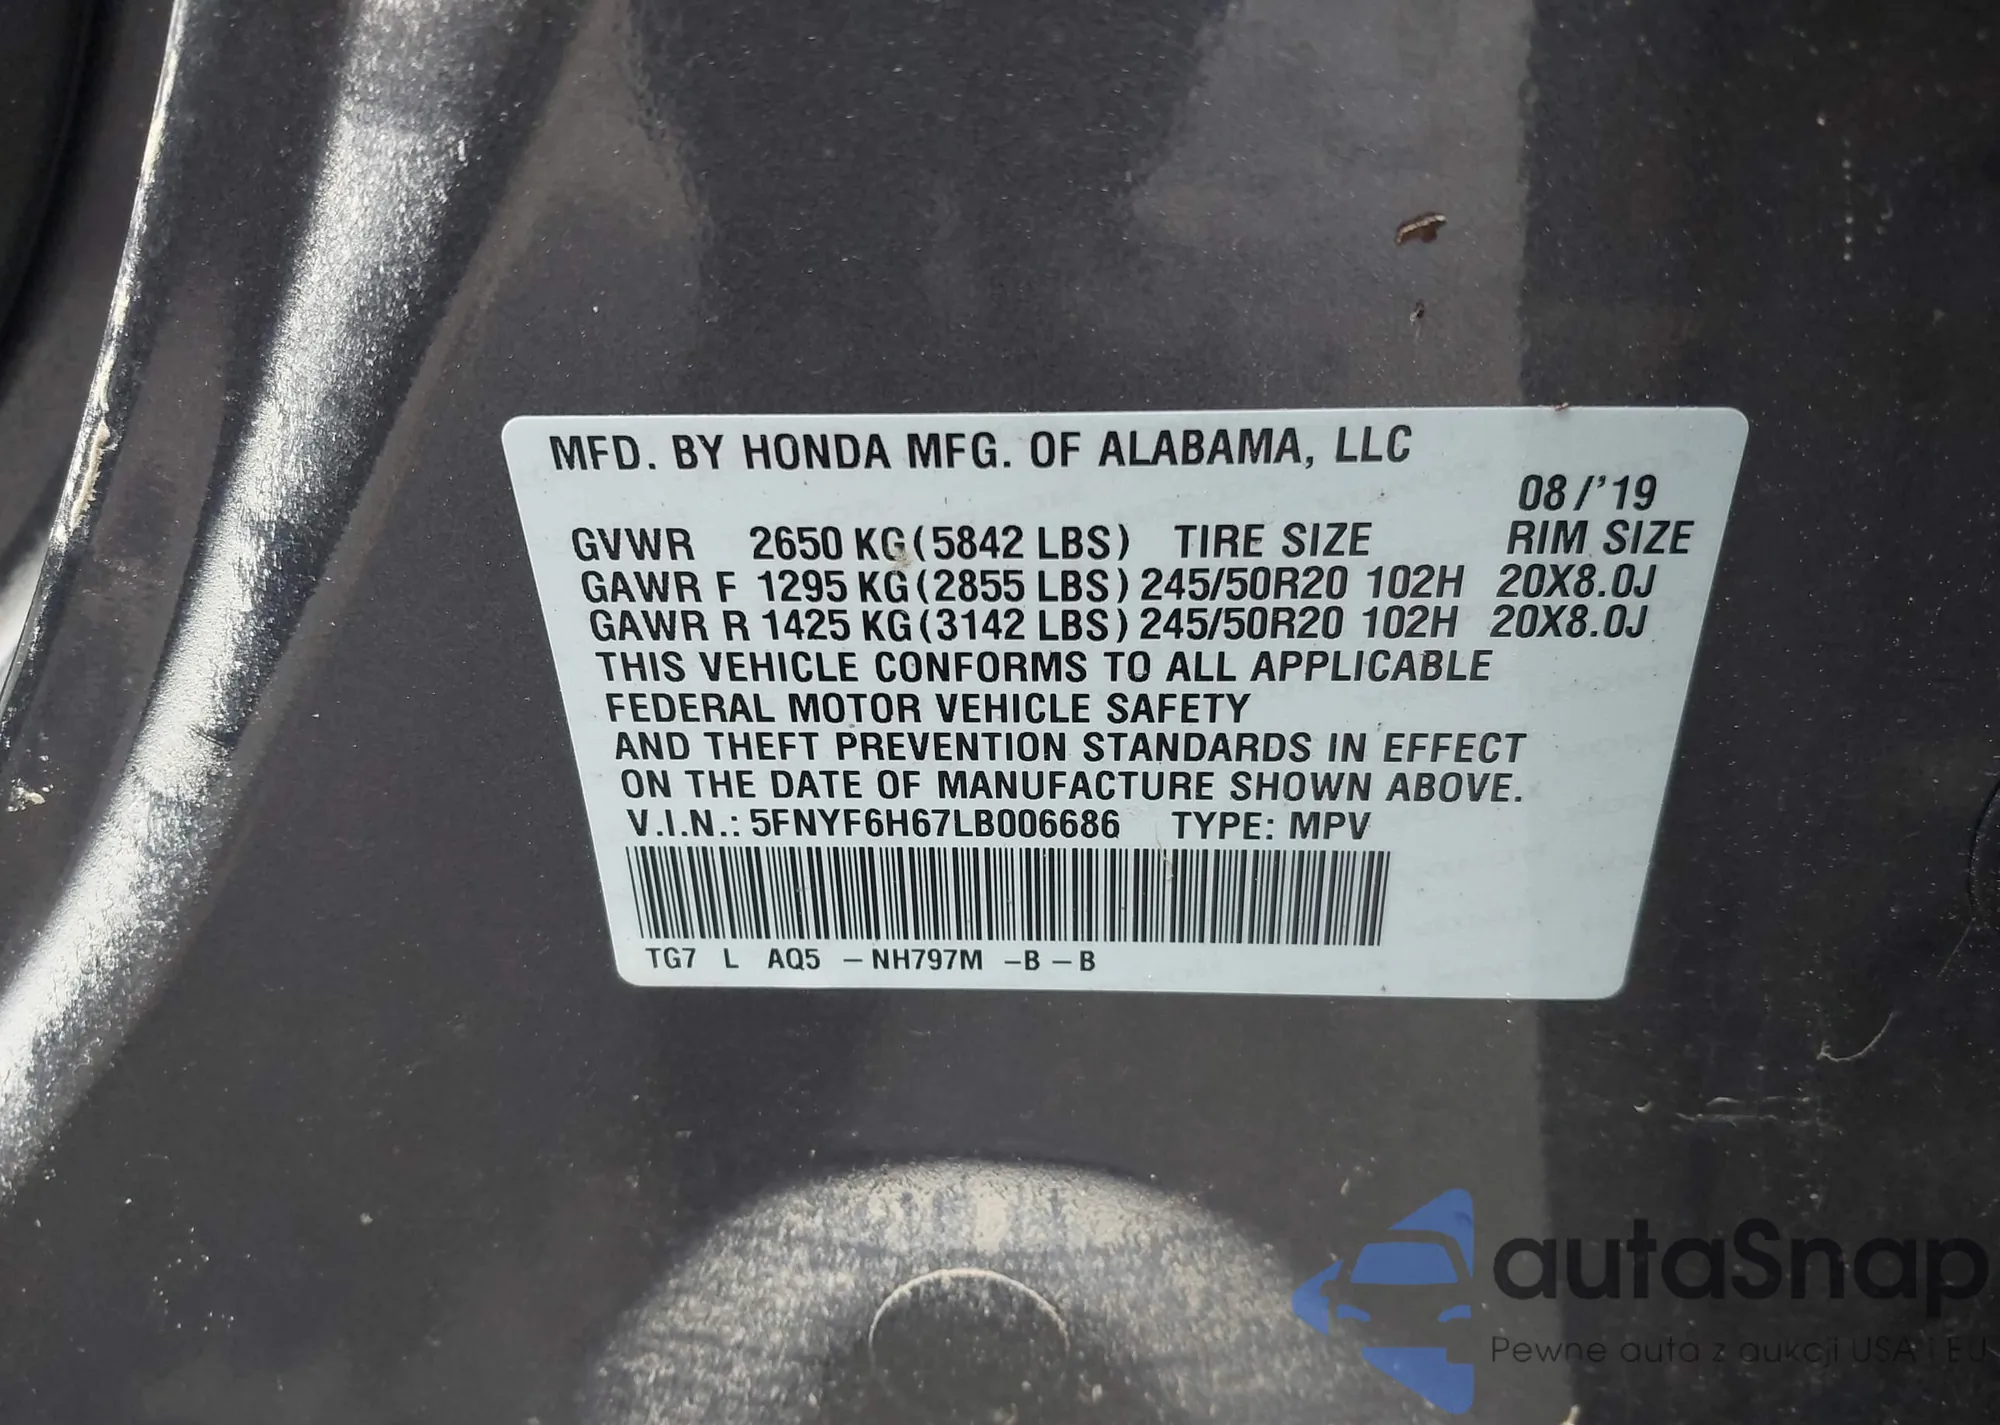 MFD. BY HONDA MFG. OF ALABAMA, LLC
08/'19
GVWR 2650 KG(5842 LBS) TIRE SIZE RIM SIZE
GAWR F 1295 KG(2855 LBS) 245/50R20 102H 20X8.0J
GAWR R 1425 KG(3142 LBS) 245/50R20 102H 20X8.0J
THIS VEHICLE CONFORMS TO ALL APPLICABLE
FEDERAL MOTOR VEHICLE SAFETY
AND THEFT PREVENTION STANDARDS IN EFFECT
ON THE DATE OF MANUFACTURE SHOWN ABOVE.
V.I.N.: 5FNYF6H67LB006686 TYPE: MPV
TG7 L AQ5 –NH797M –B–B
autaSnap
Pewne auta z aukcji USA i EU